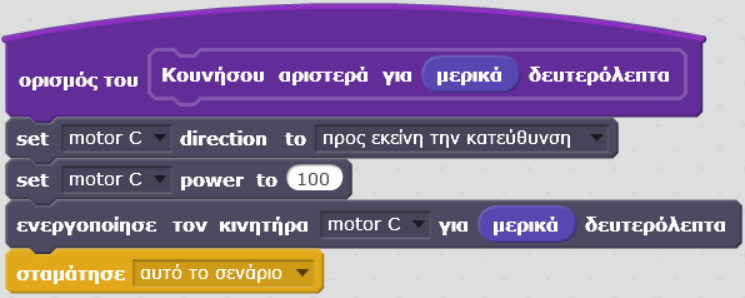 ορισμός του Κουνήσου αριστερά για μερικά δευτερόλεπτα
set motor C direction to προς εκείνη την κατεύθυνση
set motor C power to 100
ενεργοποίησε τον κινητήρα motor C για μερικά δευτερόλεπτα
σταμάτησε αυτό το σενάριο